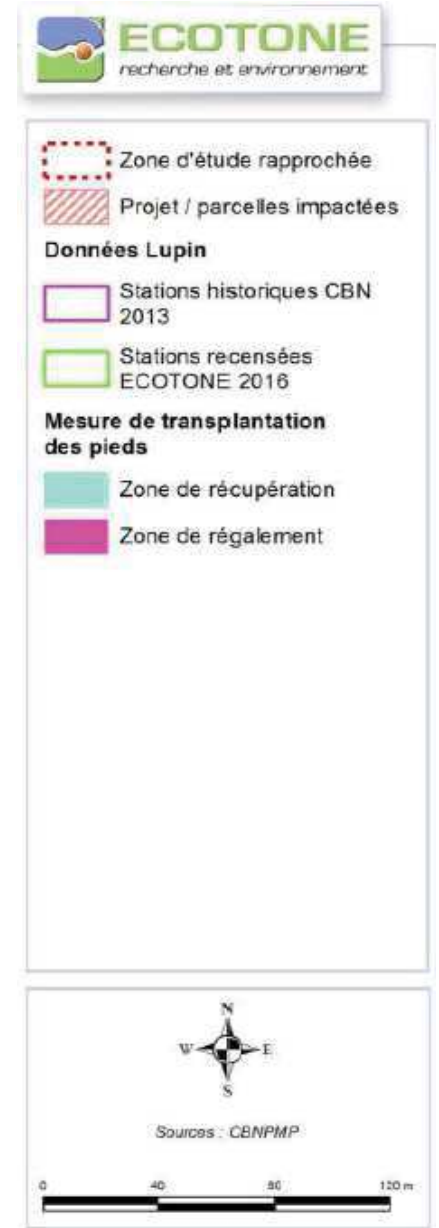 ECOTONE
recherche et environnement
Zone d'étude rapprochée
Projet / parcelles impactées
Données Lupin
Stations historiques CBN
2013
Stations recensées
ECOTONE 2016
Mesure de transplantation
des pieds
Zone de récupération
Zone de régalement
N
W E
S
Sources : CBNPMP
0 40 80 120 m